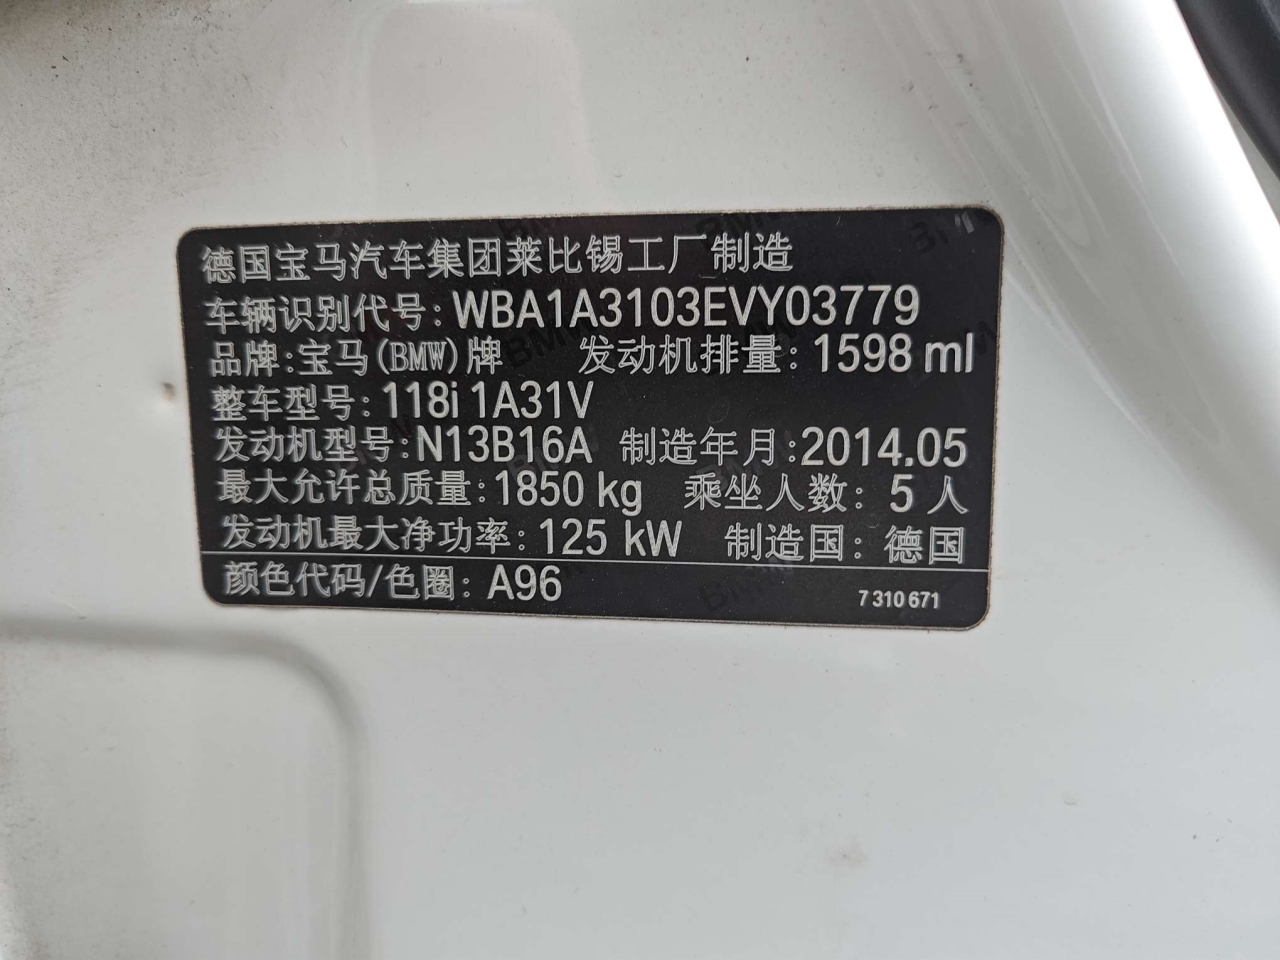 德国宝马汽车集团莱比锡工厂制造
车辆识别代号: WBA1A3103EVY03779
品牌: 宝马(BMW)牌 发动机排量: 1598 ml
整车型号: 118i 1A31V
发动机型号: N13B16A 制造年月: 2014.05
最大允许总质量: 1850 kg 乘坐人数: 5 人
发动机最大净功率: 125 kW 制造国: 德国
颜色代码/色圈: A96
7 310 671